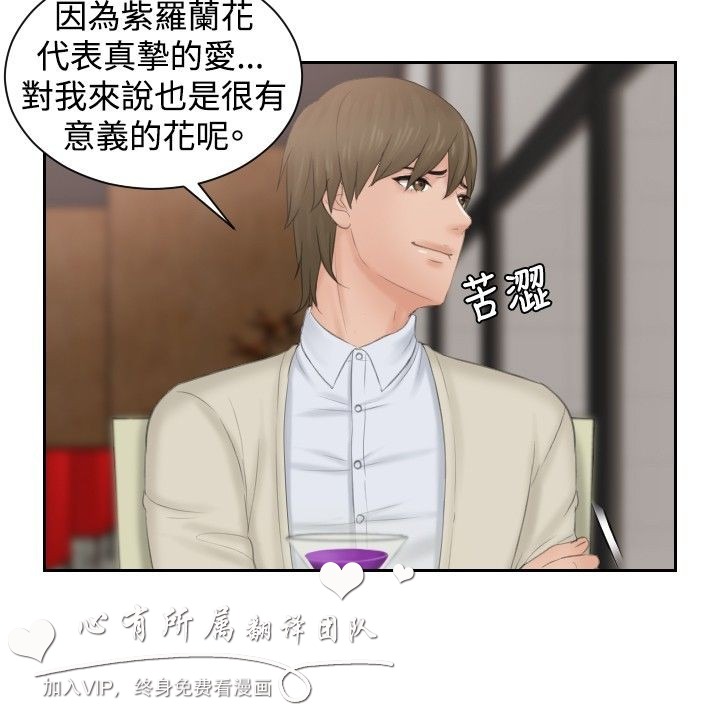 因為紫羅蘭花
代表真摯的愛...
對我來說也是很有
意義的花呢。
苦澀
心有所属翻译团队
加入VIP，终身免费看漫画